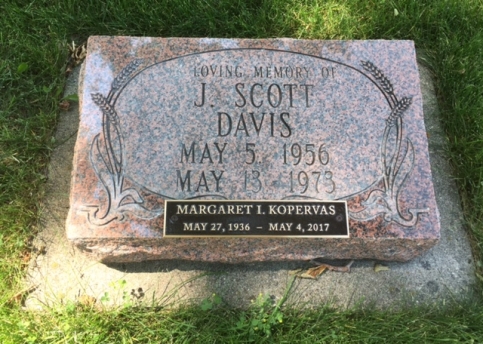 LOVING MEMORY OF
J. SCOTT
DAVIS
MAY 5, 1956
MAY 13, 1973
MARGARET I. KOPERVAS
MAY 27, 1936 – MAY 4, 2017